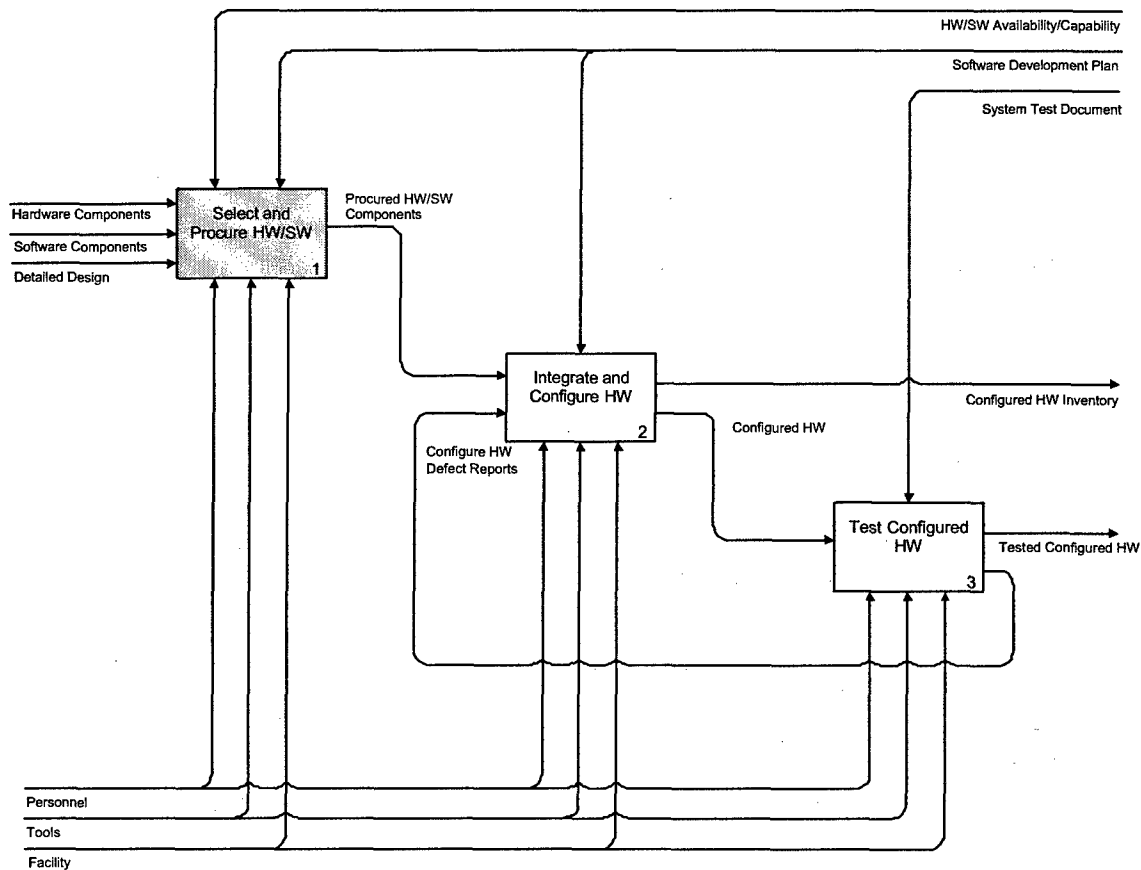 HW/SW Availability/Capability
Software Development Plan
System Test Document
Hardware Components
Software Components
Detailed Design
Select and
Procure HW/SW
1
Procured HW/SW
Components
Integrate and
Configure HW
2
Configured HW Inventory
Configured HW
Configure HW
Defect Reports
Test Configured
HW
3
Tested Configured HW
Personnel
Tools
Facility